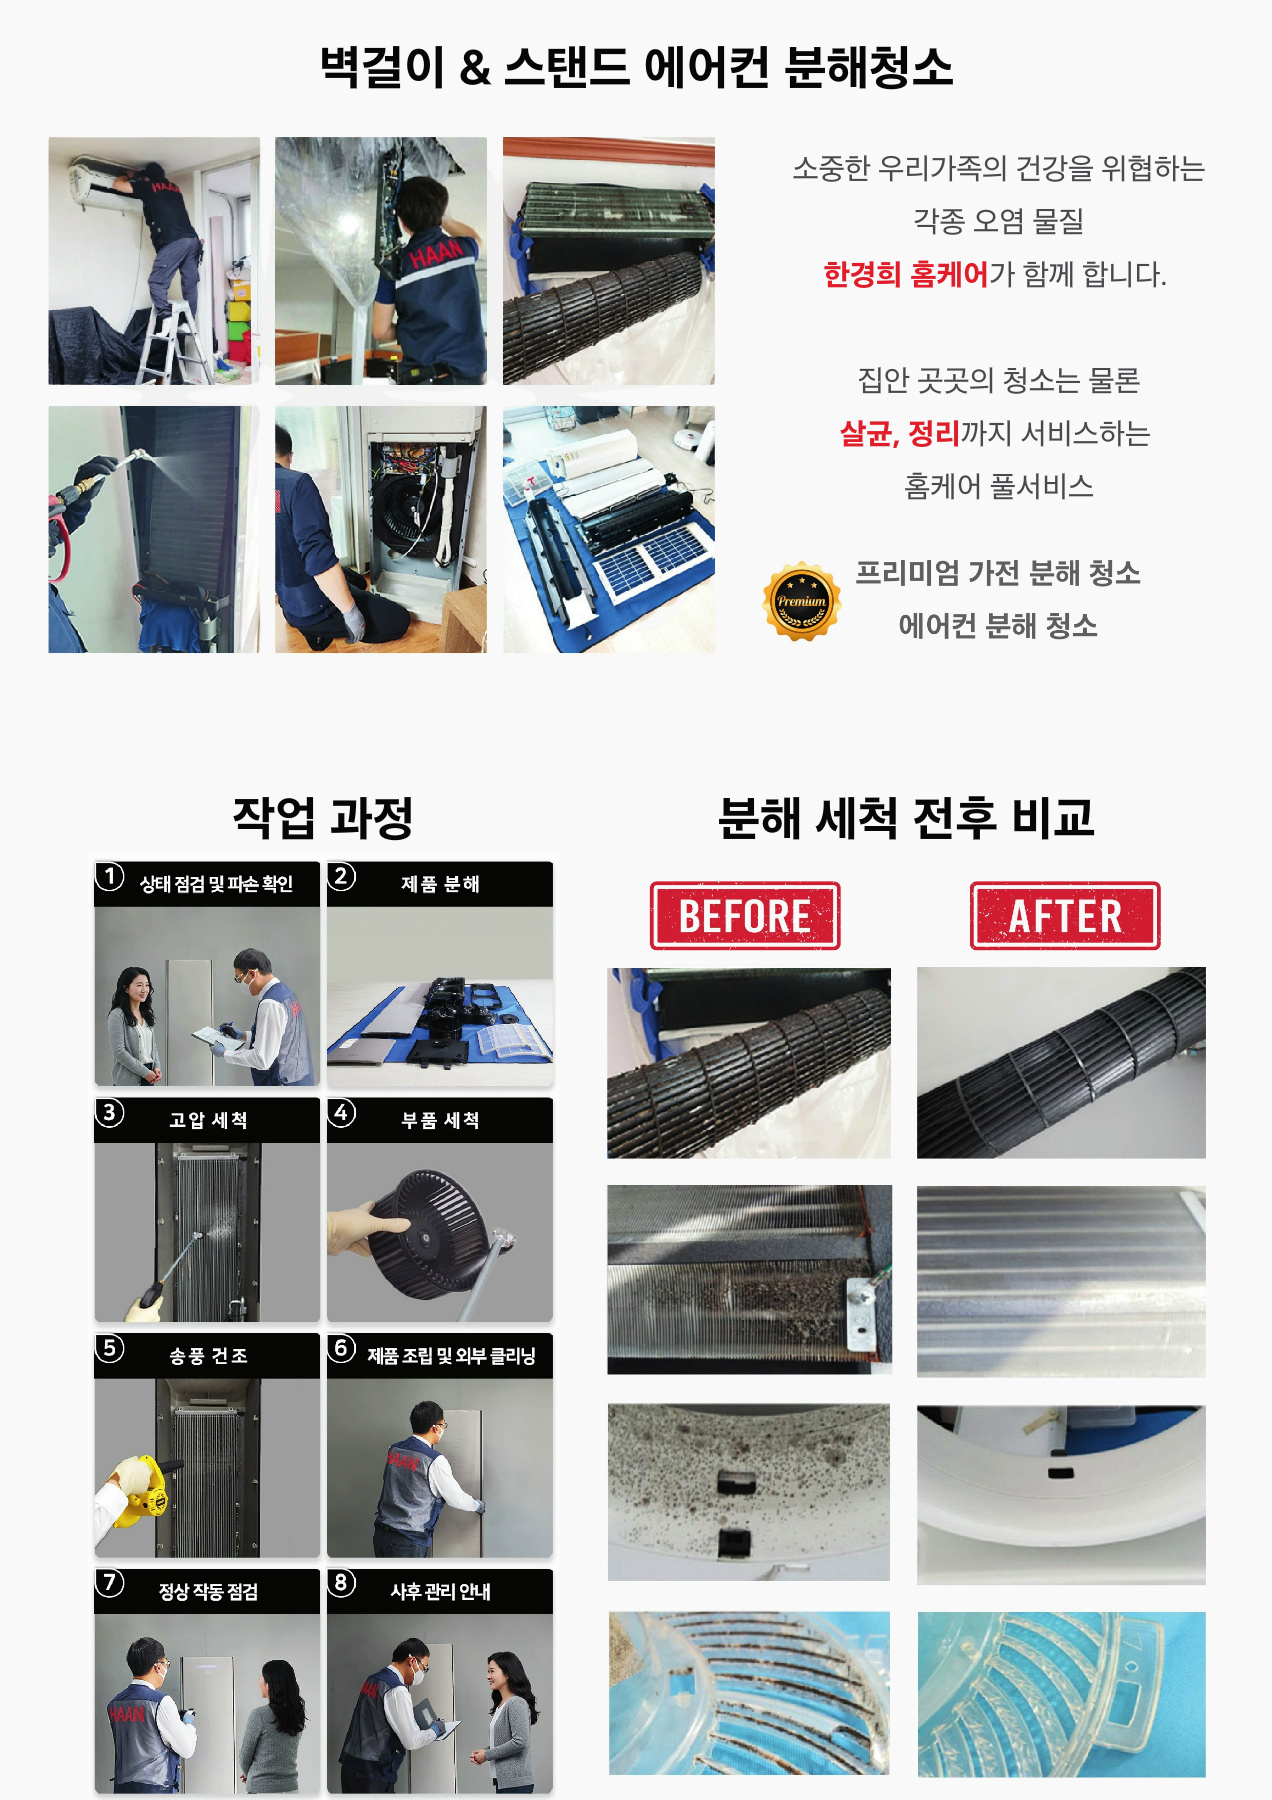 벽걸이 & 스탠드 에어컨 분해청소
HAAN
HAAN
소중한 우리가족의 건강을 위협하는
각종 오염 물질
한경희 홈케어가 함께 합니다.
집안 곳곳의 청소는 물론
살균, 정리까지 서비스하는
홈케어 풀서비스
Premium
프리미엄 가전 분해 청소
에어컨 분해 청소
작업 과정
1 상태 점검 및 파손 확인
2 제품 분해
3 고압 세척
4 부품 세척
5 송풍 건조
6 제품 조립 및 외부 클리닝
HAAN
7 정상 작동 점검
8 사후 관리 안내
HAAN
분해 세척 전후 비교
BEFORE
AFTER